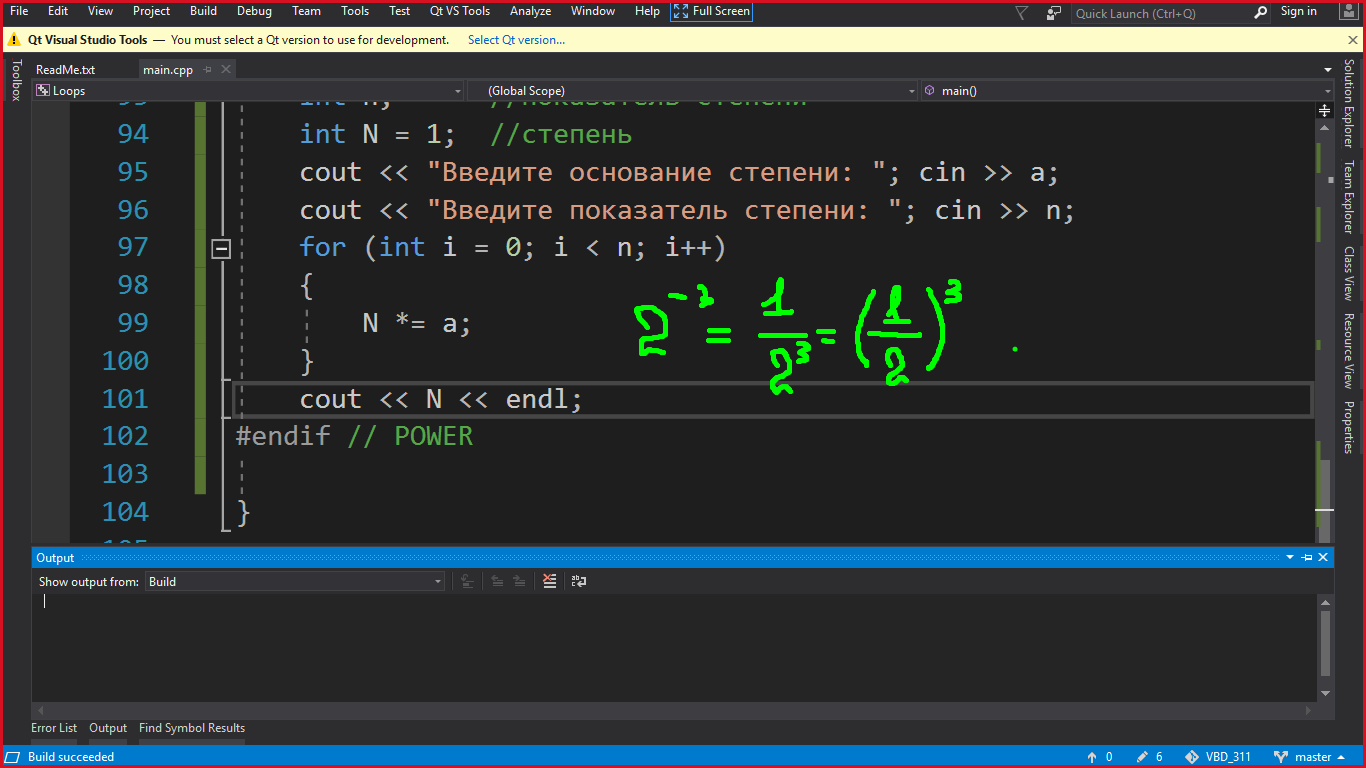 File Edit View Project Build Debug Team Tools Test Qt VS Tools Analyze Window Help Full Screen Quick Launch (Ctrl+Q) Sign in
Qt Visual Studio Tools — You must select a Qt version to use for development. Select Qt version...
Toolbox
ReadMe.txt main.cpp
Loops (Global Scope) main()
93 int n; //показатель степени
94 int N = 1; //степень
95 cout << "Введите основание степени: "; cin >> a;
96 cout << "Введите показатель степени: "; cin >> n;
97 for (int i = 0; i < n; i++)
98 {
99 N *= a;
100 }
101 cout << N << endl;
102 #endif // POWER
103
104 }
105
2⁻³ = 1/2³ = (1/2)³
Solution Explorer
Team Explorer
Class View
Resource View
Properties
Output
Show output from: Build
Error List Output Find Symbol Results
Build succeeded 0 6 VBD_311 master